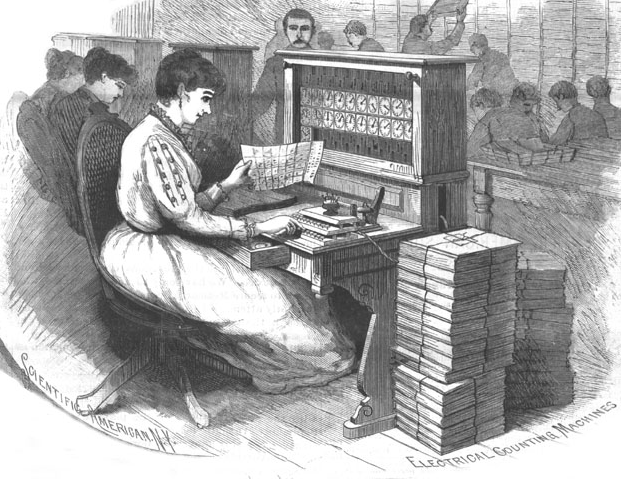 SCIENTIFIC AMERICAN. N.Y.
ELECTRICAL COUNTING MACHINES